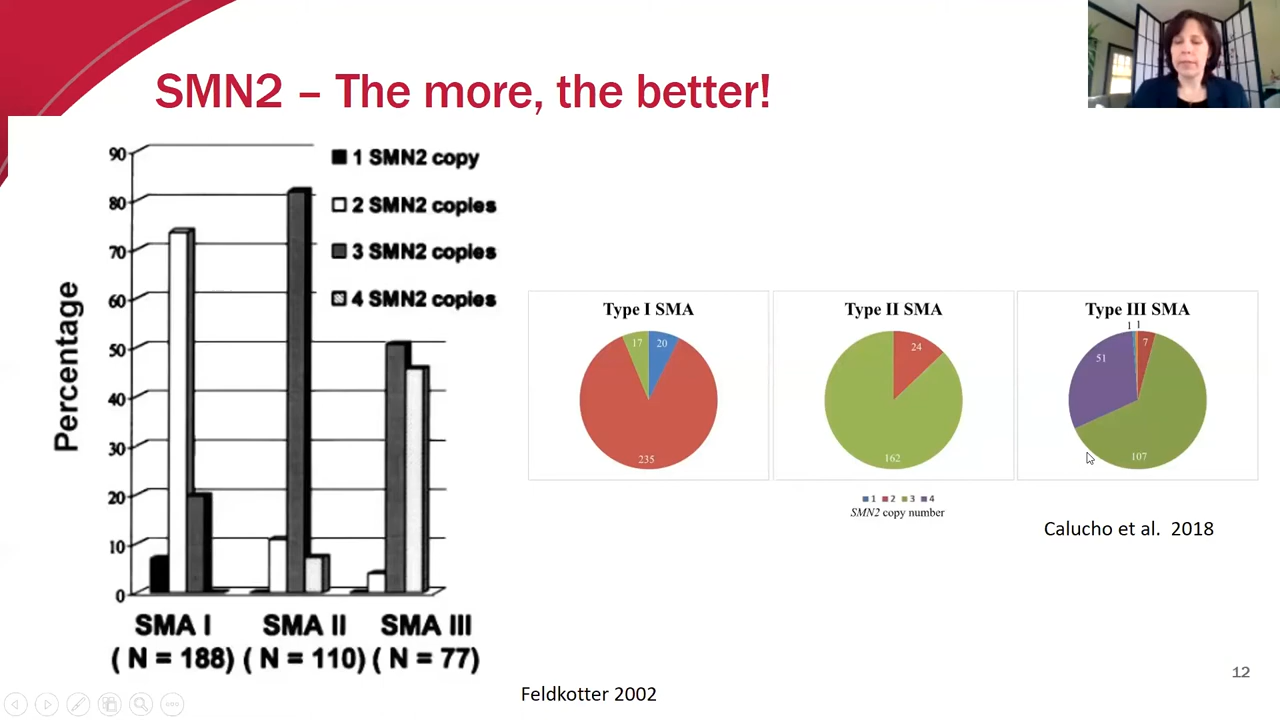 SMN2 – The more, the better!
Percentage
90
80
70
60
50
40
30
20
10
0
1 SMN2 copy
2 SMN2 copies
3 SMN2 copies
4 SMN2 copies
SMA I
( N = 188)
SMA II
( N = 110)
SMA III
( N = 77)
Feldkotter 2002
Type I SMA
17
20
235
Type II SMA
24
162
Type III SMA
1
1
7
51
107
1 2 3 4
SMN2 copy number
Calucho et al. 2018
12